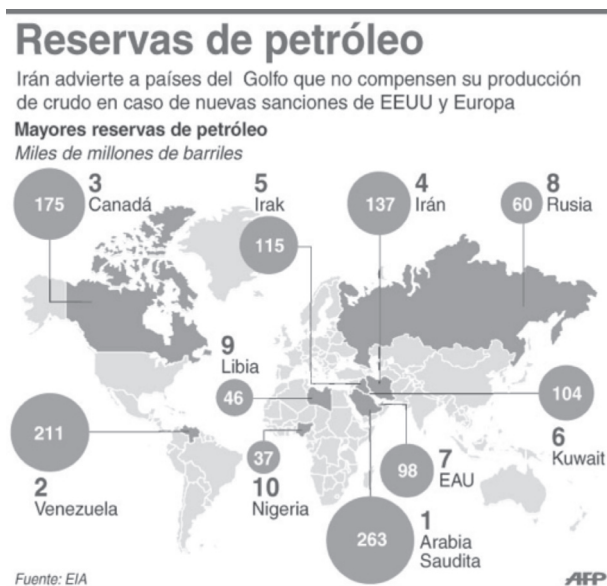 Reservas de petróleo
Irán advierte a países del Golfo que no compensen su producción
de crudo en caso de nuevas sanciones de EEUU y Europa
Mayores reservas de petróleo
Miles de millones de barriles
175
3
Canadá
5
Irak
115
137
4
Irán
60
8
Rusia
9
Libia
46
104
6
Kuwait
211
2
Venezuela
37
10
Nigeria
98
7
EAU
263
1
Arabia
Saudita
Fuente: EIA
AFP